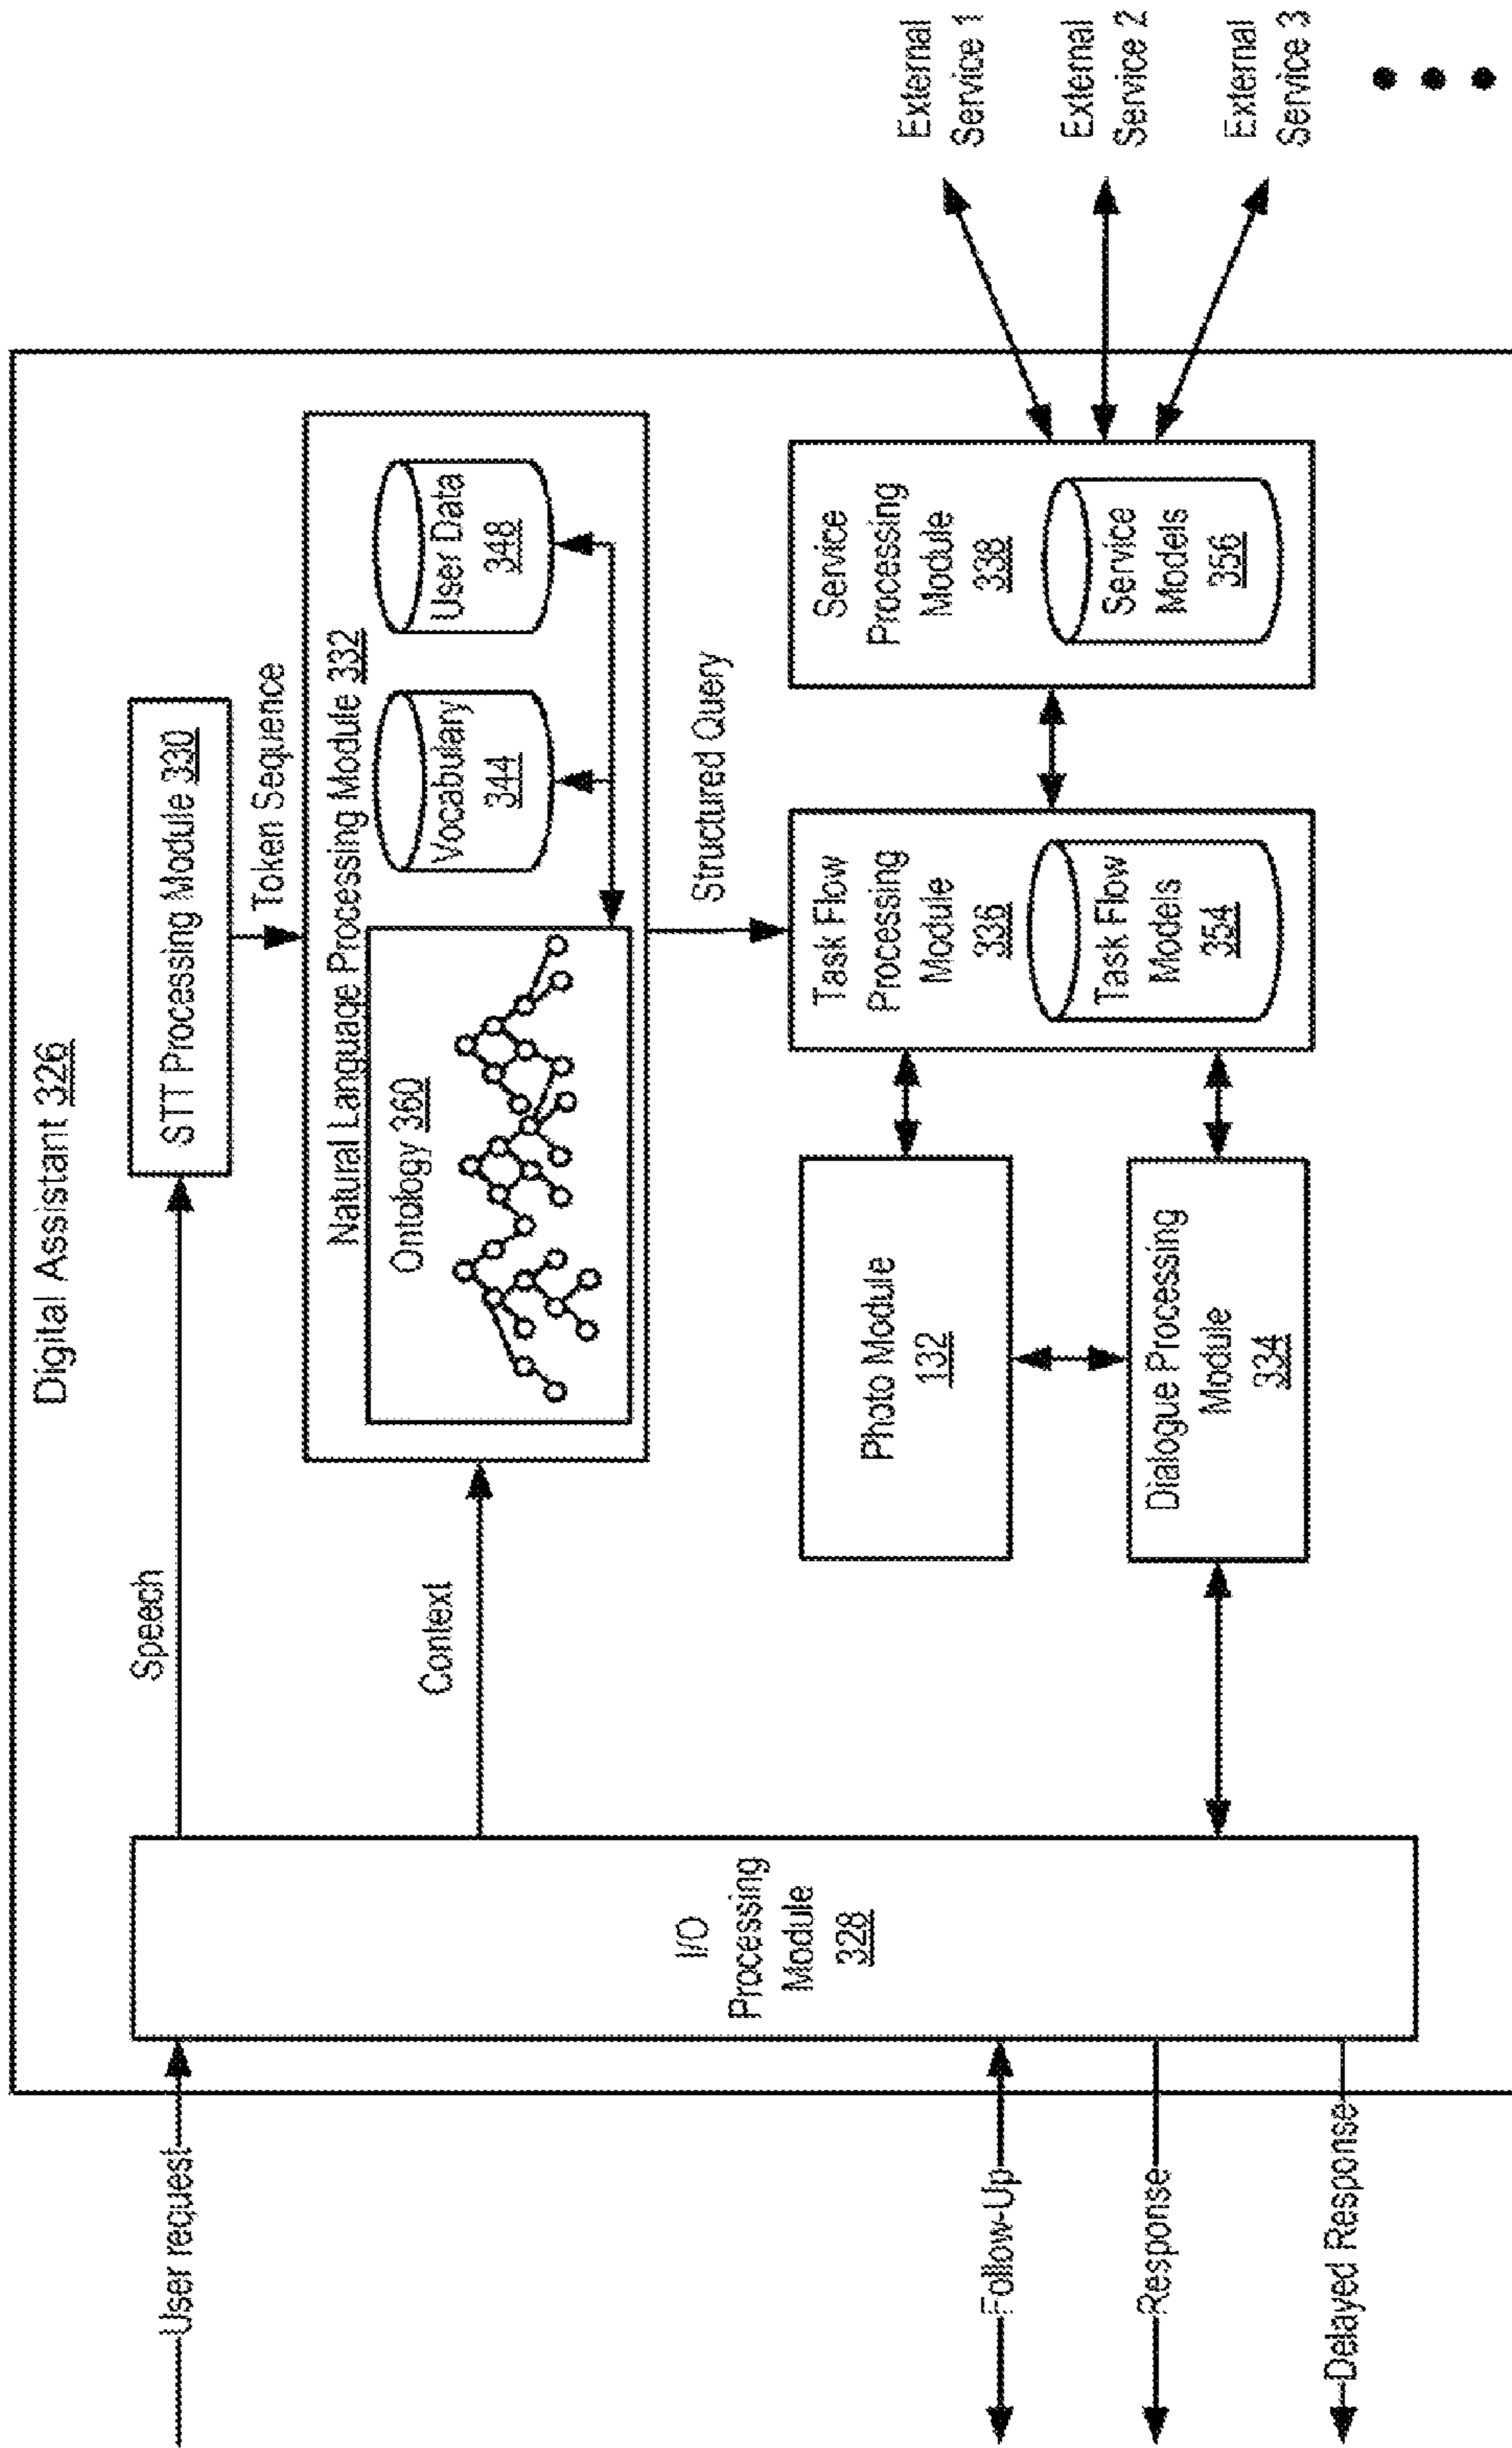 Digital Assistant 326
User request
Follow-Up
Response
Delayed Response
I/O
Processing
Module
328
Speech
Context
STT Processing Module 330
Token Sequence
Natural Language Processing Module 332
Ontology 360
Vocabulary
344
User Data
348
Structured Query
Photo Module
132
Dialogue Processing
Module
334
Task Flow
Processing
Module
336
Task Flow
Models
354
Service
Processing
Module
338
Service
Models
356
External
Service 1
External
Service 2
External
Service 3